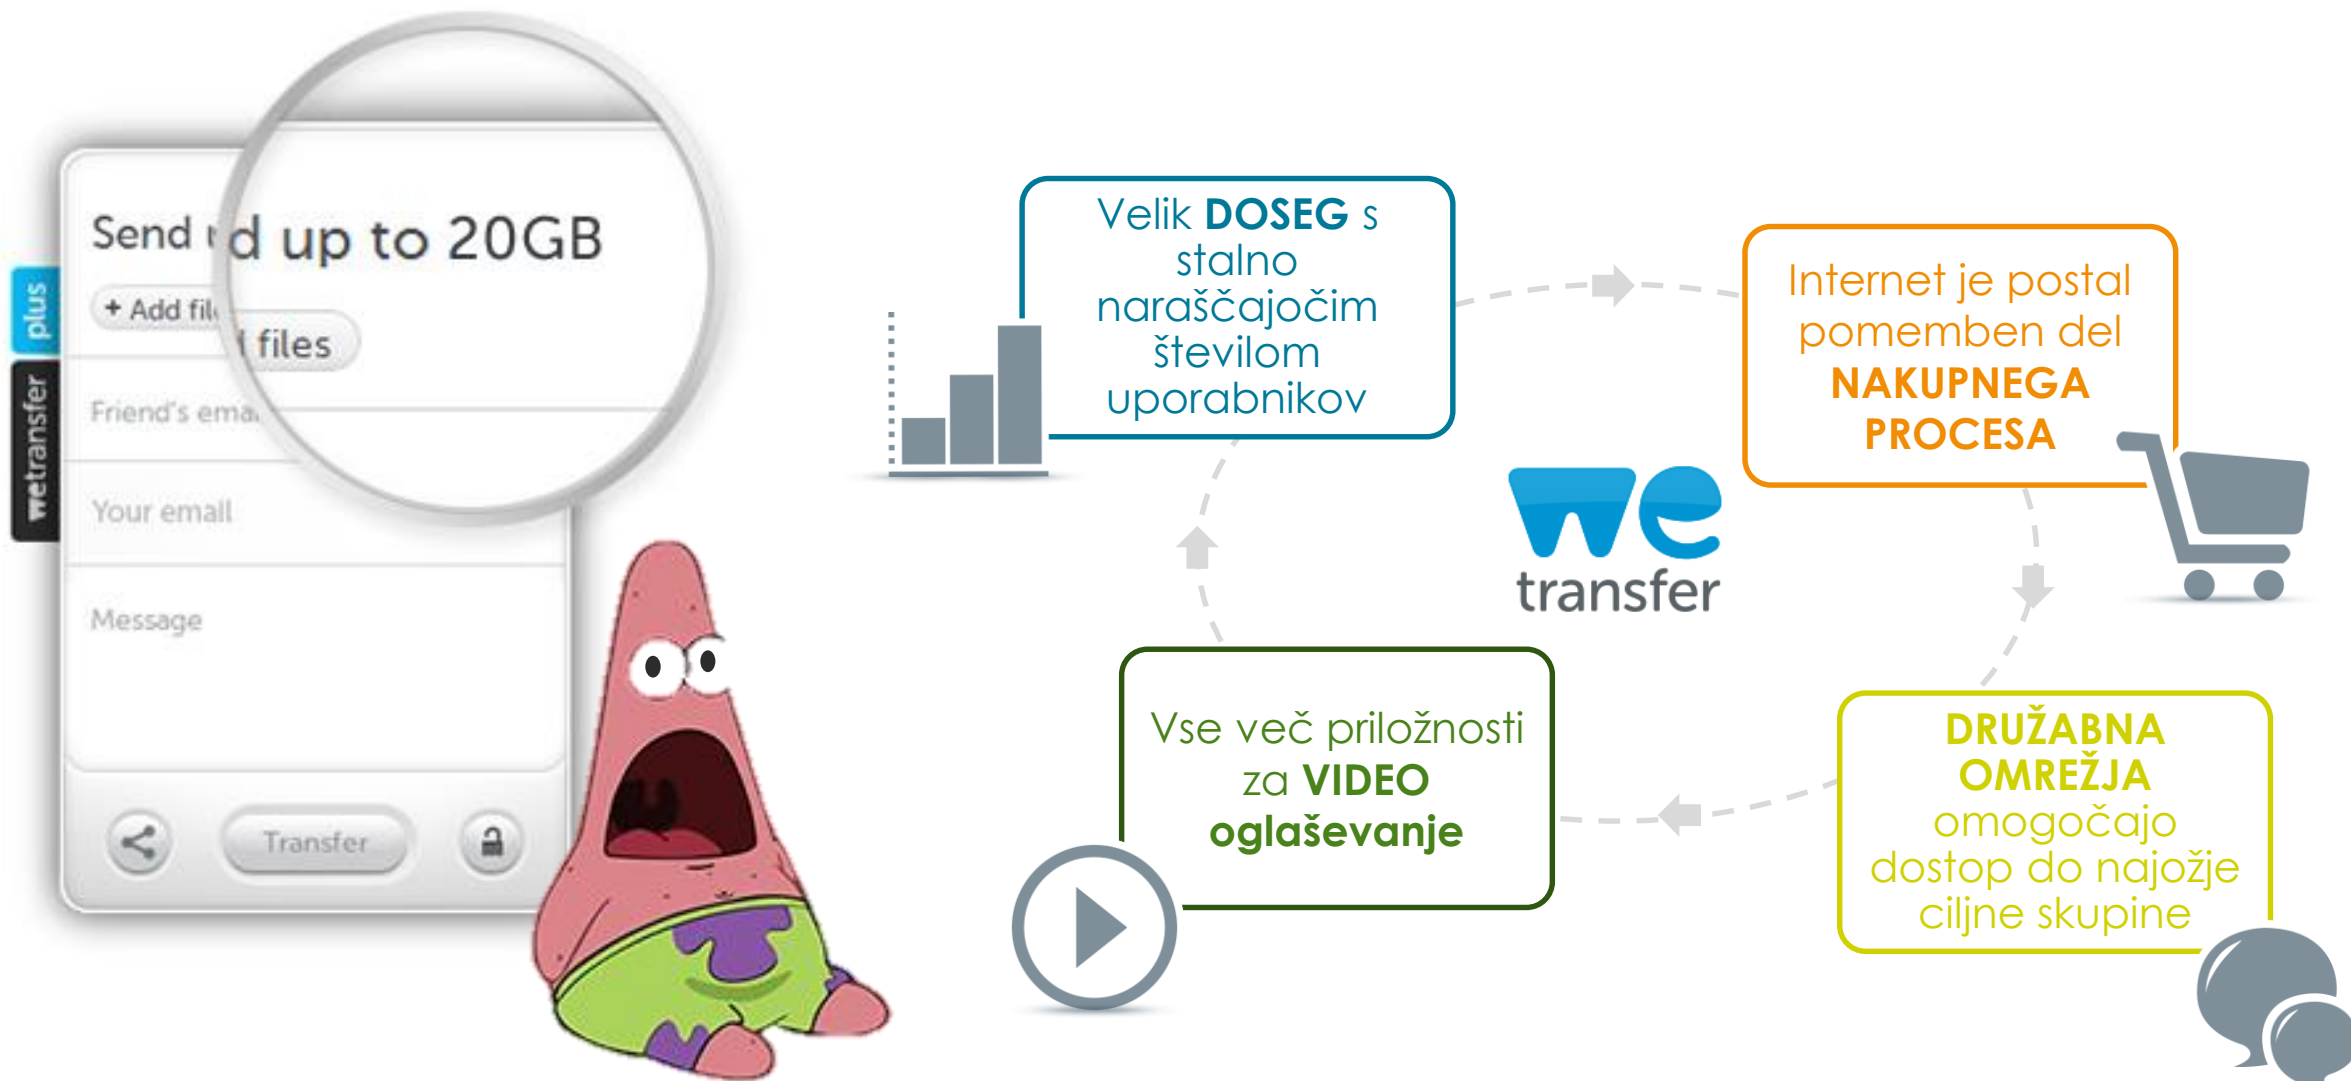 Send
d up to 20GB
+ Add
files
Friend's
Your email
Message
Transfer
plus
wetransfer
Velik DOSEG s
stalno
naraščajočim
številom
uporabnikov
Internet je postal
pomemben del
NAKUPNEGA
PROCESA
we
transfer
Vse več priložnosti
za VIDEO
oglaševanje
DRUŽABNA
OMREŽJA
omogočajo
dostop do najožje
ciljne skupine